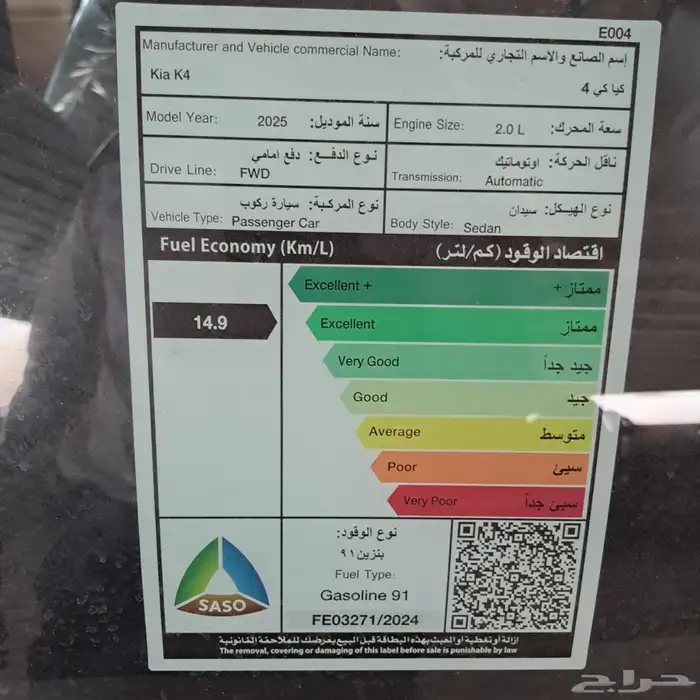 E004
Manufacturer and Vehicle commercial Name: إسم الصانع والاسم التجاري للمركبة:
Kia K4
كيا كي 4
Model Year: 2025 سنة الموديل:
Engine Size: 2.0 L سعة المحرك:
نوع الدفع: دفع امامي
Drive Line: FWD
ناقل الحركة: اوتوماتيك
Transmission: Automatic
نوع المركبة: سيارة ركوب
Vehicle Type: Passenger Car
نوع الهيكل: سيدان
Body Style: Sedan
Fuel Economy (Km/L) اقتصاد الوقود (كم/لتر)
Excellent + ممتاز +
14.9
Excellent ممتاز
Very Good جيد جداً
Good جيد
Average متوسط
Poor سيئ
Very Poor سيئ جداً
نوع الوقود:
بنزين ٩١
Fuel Type:
Gasoline 91
FE03271/2024
SASO
إزالة أو تغطية أو العبث بهذه البطاقة قبل البيع يعرضك للملاحقة القانونية
The removal, covering or damaging of this label before sale is punishable by law
حراج